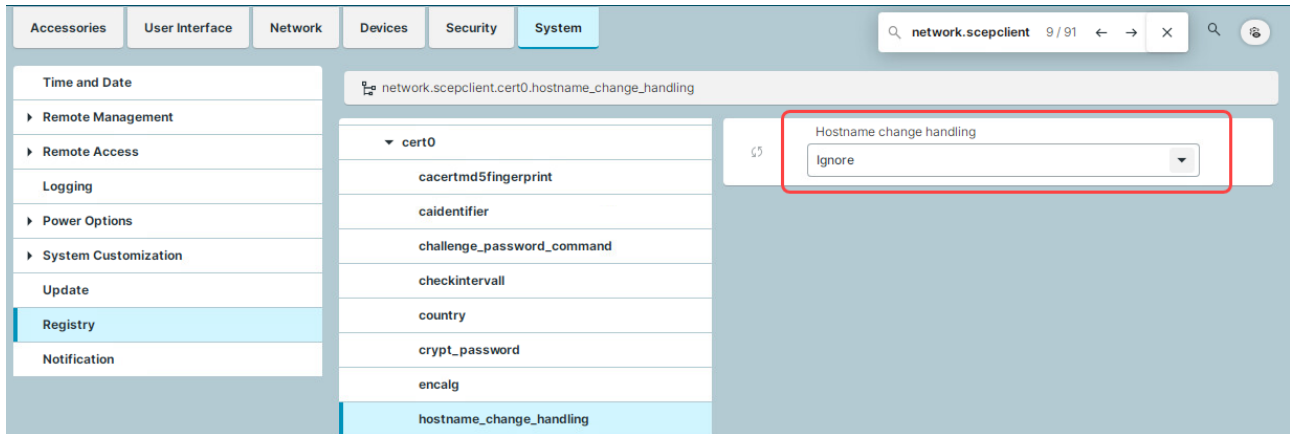 Accessories
User Interface
Network
Devices
Security
System
network.scepclient 9 / 91
Time and Date
Remote Management
Remote Access
Logging
Power Options
System Customization
Update
Registry
Notification
network.scepclient.cert0.hostname_change_handling
cert0
cacertmd5fingerprint
caidentifier
challenge_password_command
checkintervall
country
crypt_password
encalg
hostname_change_handling
Hostname change handling
Ignore